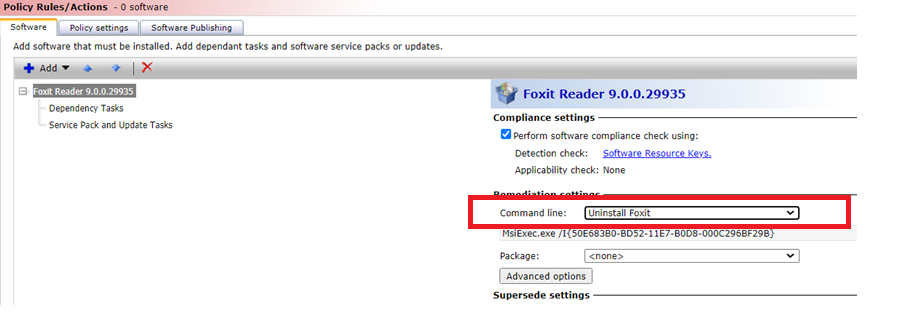 Policy Rules/Actions - 0 software
Software Policy settings Software Publishing
Add software that must be installed. Add dependant tasks and software service packs or updates.
Add
Foxit Reader 9.0.0.29935
Dependency Tasks
Service Pack and Update Tasks
Foxit Reader 9.0.0.29935
Compliance settings
Perform software compliance check using:
Detection check: Software Resource Keys.
Applicability check: None
Remediation settings
Command line: Uninstall Foxit
MsiExec.exe /I{50E683B0-BD52-11E7-B0D8-000C296BF29B}
Package: <none>
Advanced options
Supersede settings